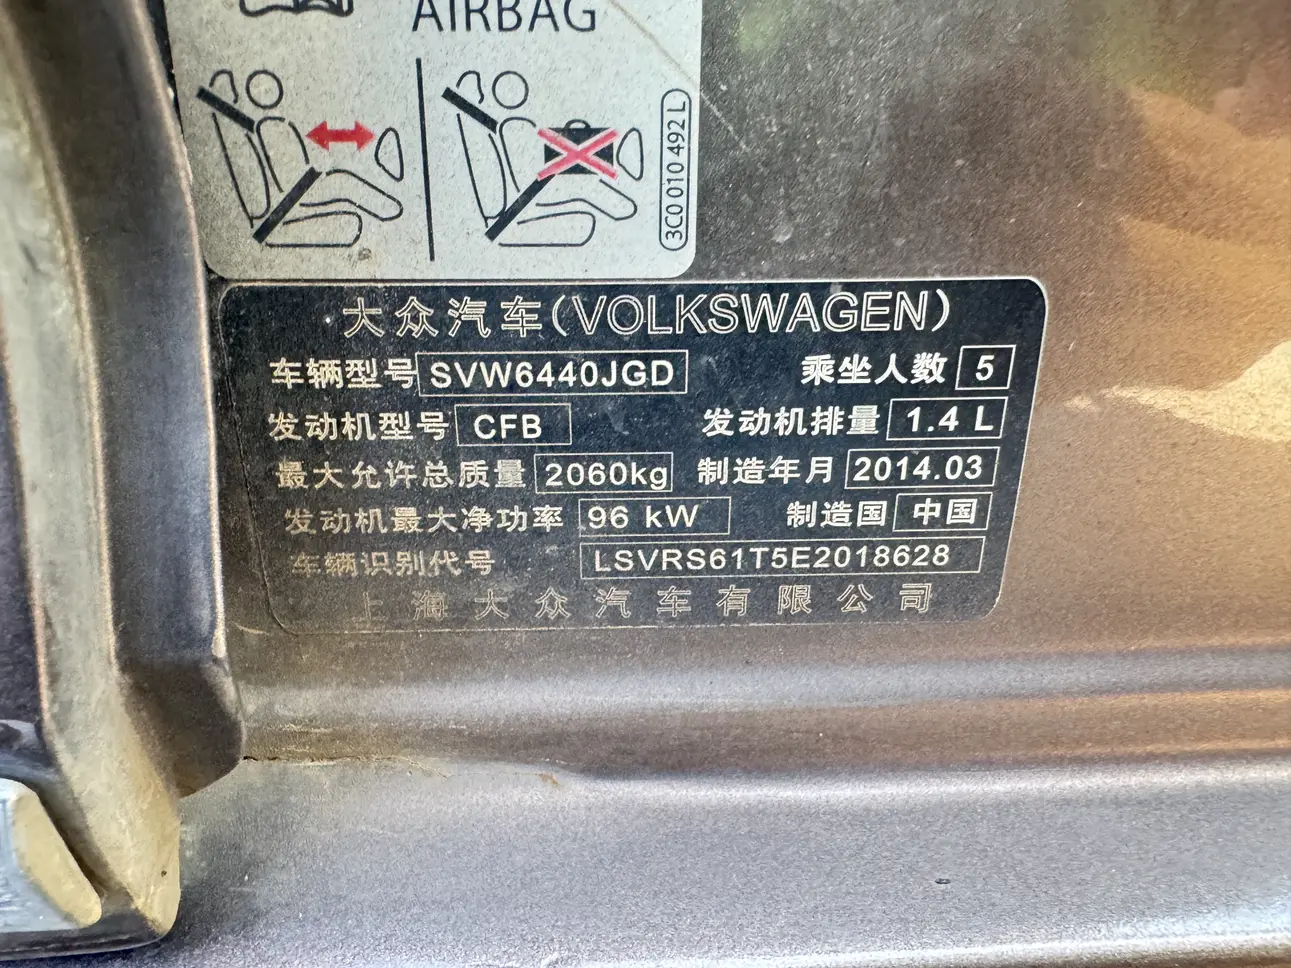 AIRBAG
3C0 010 492 L
大众汽车(VOLKSWAGEN)
车辆型号 SVW6440JGD 乘坐人数 5
发动机型号 CFB 发动机排量 1.4 L
最大允许总质量 2060kg 制造年月 2014.03
发动机最大净功率 96 kW 制造国 中国
车辆识别代号 LSVRS61T5E2018628
上海大众汽车有限公司